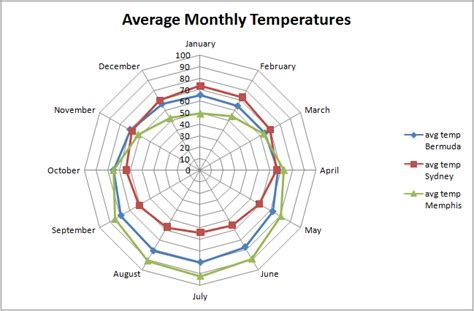 Average Monthly Temperatures
January
February
March
April
May
June
July
August
September
October
November
December
100
90
80
70
60
50
40
30
20
10
0
avg temp
Bermuda
avg temp
Sydney
avg temp
Memphis